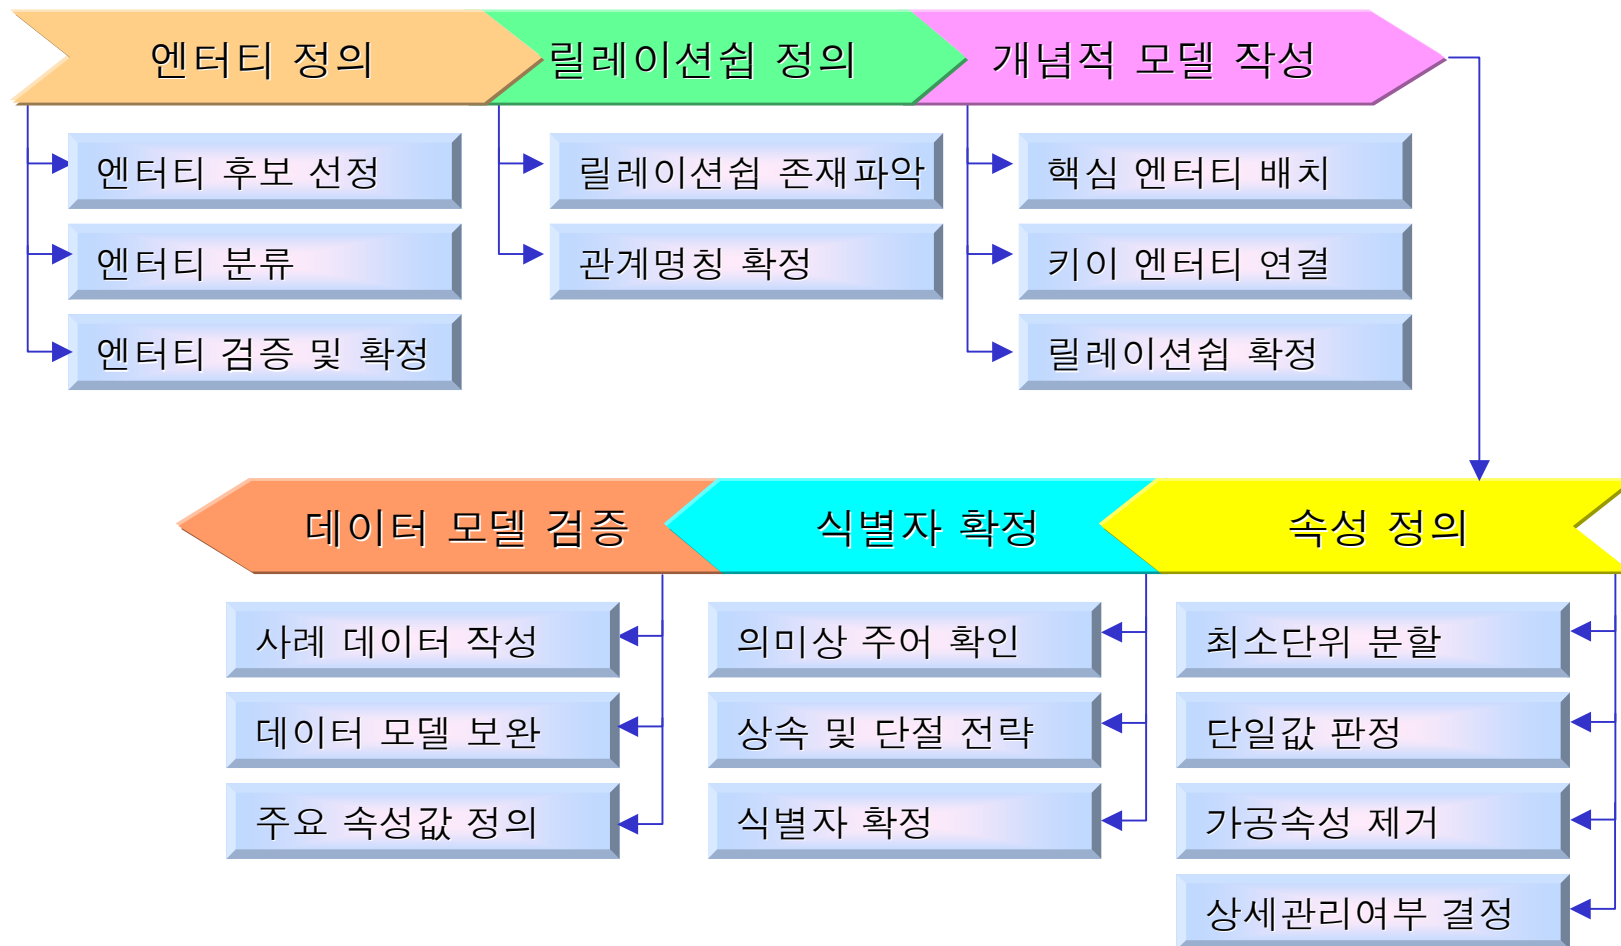 엔터티 정의
릴레이션쉽 정의
개념적 모델 작성
엔터티 후보 선정
릴레이션쉽 존재파악
핵심 엔터티 배치
엔터티 분류
관계명칭 확정
키이 엔터티 연결
엔터티 검증 및 확정
릴레이션쉽 확정
데이터 모델 검증
식별자 확정
속성 정의
사례 데이터 작성
의미상 주어 확인
최소단위 분할
데이터 모델 보완
상속 및 단절 전략
단일값 판정
주요 속성값 정의
식별자 확정
가공속성 제거
상세관리여부 결정